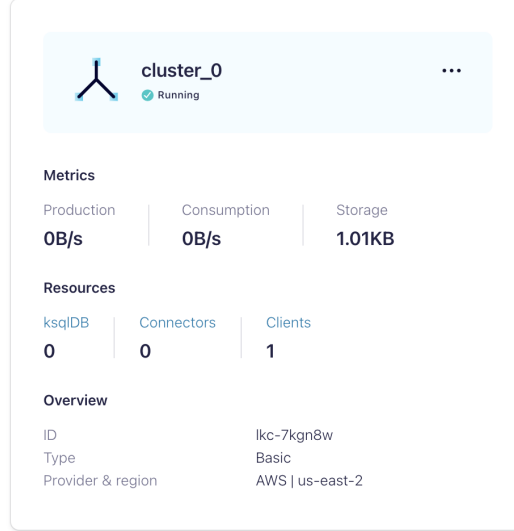 cluster_0
Running
Metrics
Production Consumption Storage
0B/s 0B/s 1.01KB
Resources
ksqlDB Connectors Clients
0 0 1
Overview
ID lkc-7kgn8w
Type Basic
Provider & region AWS | us-east-2